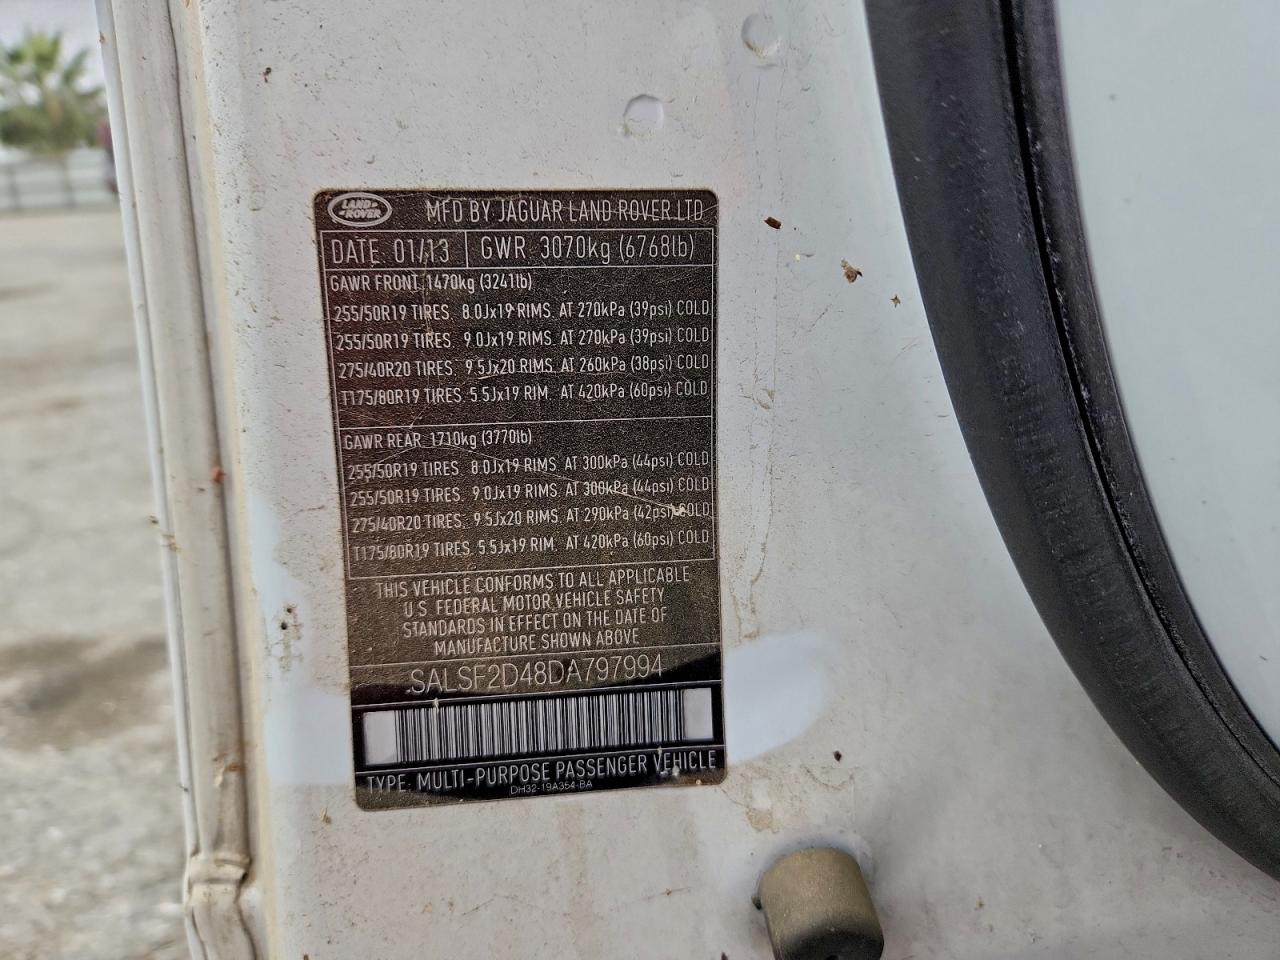 LAND ROVER
MFD BY JAGUAR LAND ROVER LTD
DATE: 01/13 GWR 3070kg (6768lb)
GAWR FRONT 1470kg (3241lb)
255/50R19 TIRES. 8.0Jx19 RIMS. AT 270kPa (39psi) COLD
255/50R19 TIRES. 9.0Jx19 RIMS. AT 270kPa (39psi) COLD
275/40R20 TIRES. 9.5Jx20 RIMS. AT 260kPa (38psi) COLD
T175/80R19 TIRES. 5.5Jx19 RIM. AT 420kPa (60psi) COLD
GAWR REAR 1710kg (3770lb)
255/50R19 TIRES. 8.0Jx19 RIMS. AT 300kPa (44psi) COLD
255/50R19 TIRES. 9.0Jx19 RIMS. AT 300kPa (44psi) COLD
275/40R20 TIRES. 9.5Jx20 RIMS. AT 290kPa (42psi) COLD
T175/80R19 TIRES. 5.5Jx19 RIM. AT 420kPa (60psi) COLD
THIS VEHICLE CONFORMS TO ALL APPLICABLE
U.S. FEDERAL MOTOR VEHICLE SAFETY
STANDARDS IN EFFECT ON THE DATE OF
MANUFACTURE SHOWN ABOVE
SALSF2D48DA797994
TYPE: MULTI-PURPOSE PASSENGER VEHICLE
DH32-19A354-BA